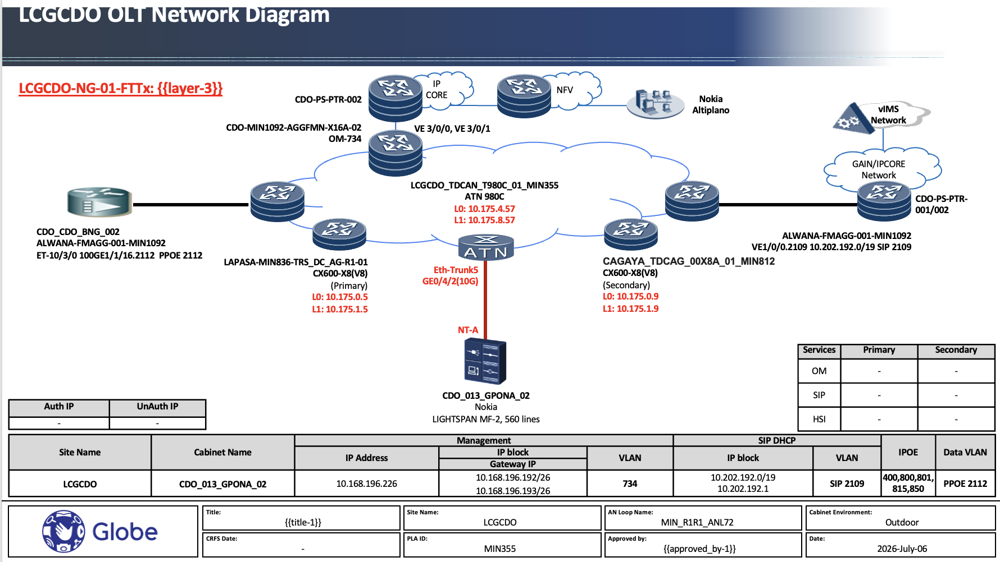 LCGCDO OLT Network Diagram
LCGCDO-NG-01-FTTx: {{layer-3}}
IP
CORE
NFV
CDO-PS-PTR-002
Nokia
Altiplano
vIMS
Network
CDO-MIN1092-AGGFMN-X16A-02
OM-734
VE 3/0/0, VE 3/0/1
GAIN/IPCORE
Network
LCGCDO_TDCAN_T980C_01_MIN355
ATN 980C
L0: 10.175.4.57
L1: 10.175.8.57
CDO-PS-PTR-
001/002
CDO_CDO_BNG_002
ALWANA-FMAGG-001-MIN1092
ET-10/3/0 100GE1/1/16.2112  PPOE 2112
ALWANA-FMAGG-001-MIN1092
VE1/0/0.2109 10.202.192.0/19 SIP 2109
ATN
LAPASA-MIN836-TRS_DC_AG-R1-01
CX600-X8(V8)
(Primary)
L0: 10.175.0.5
L1: 10.175.1.5
Eth-Trunk5
GE0/4/2(10G)
CAGAYA_TDCAG_00X8A_01_MIN812
CX600-X8(V8)
(Secondary)
L0: 10.175.0.9
L1: 10.175.1.9
NT-A
CDO_013_GPONA_02
Nokia
LIGHTSPAN MF-2, 560 lines
Services Primary Secondary
OM - -
SIP - -
HSI - -
Auth IP UnAuth IP
- -
Management SIP DHCP
Site Name Cabinet Name IP Address IP block VLAN IP block VLAN IPOE Data VLAN
Gateway IP
LCGCDO CDO_013_GPONA_02 10.168.196.226 10.168.196.192/26 734 10.202.192.0/19 SIP 2109 400,800,801, PPOE 2112
10.168.196.193/26 10.202.192.1 815,850
Globe
Title: Site Name: AN Loop Name: Cabinet Environment:
{{title-1}} LCGCDO MIN_R1R1_ANL72 Outdoor
CRFS Date: PLA ID: Approved by: Date:
- MIN355 {{approved_by-1}} 2026-July-06